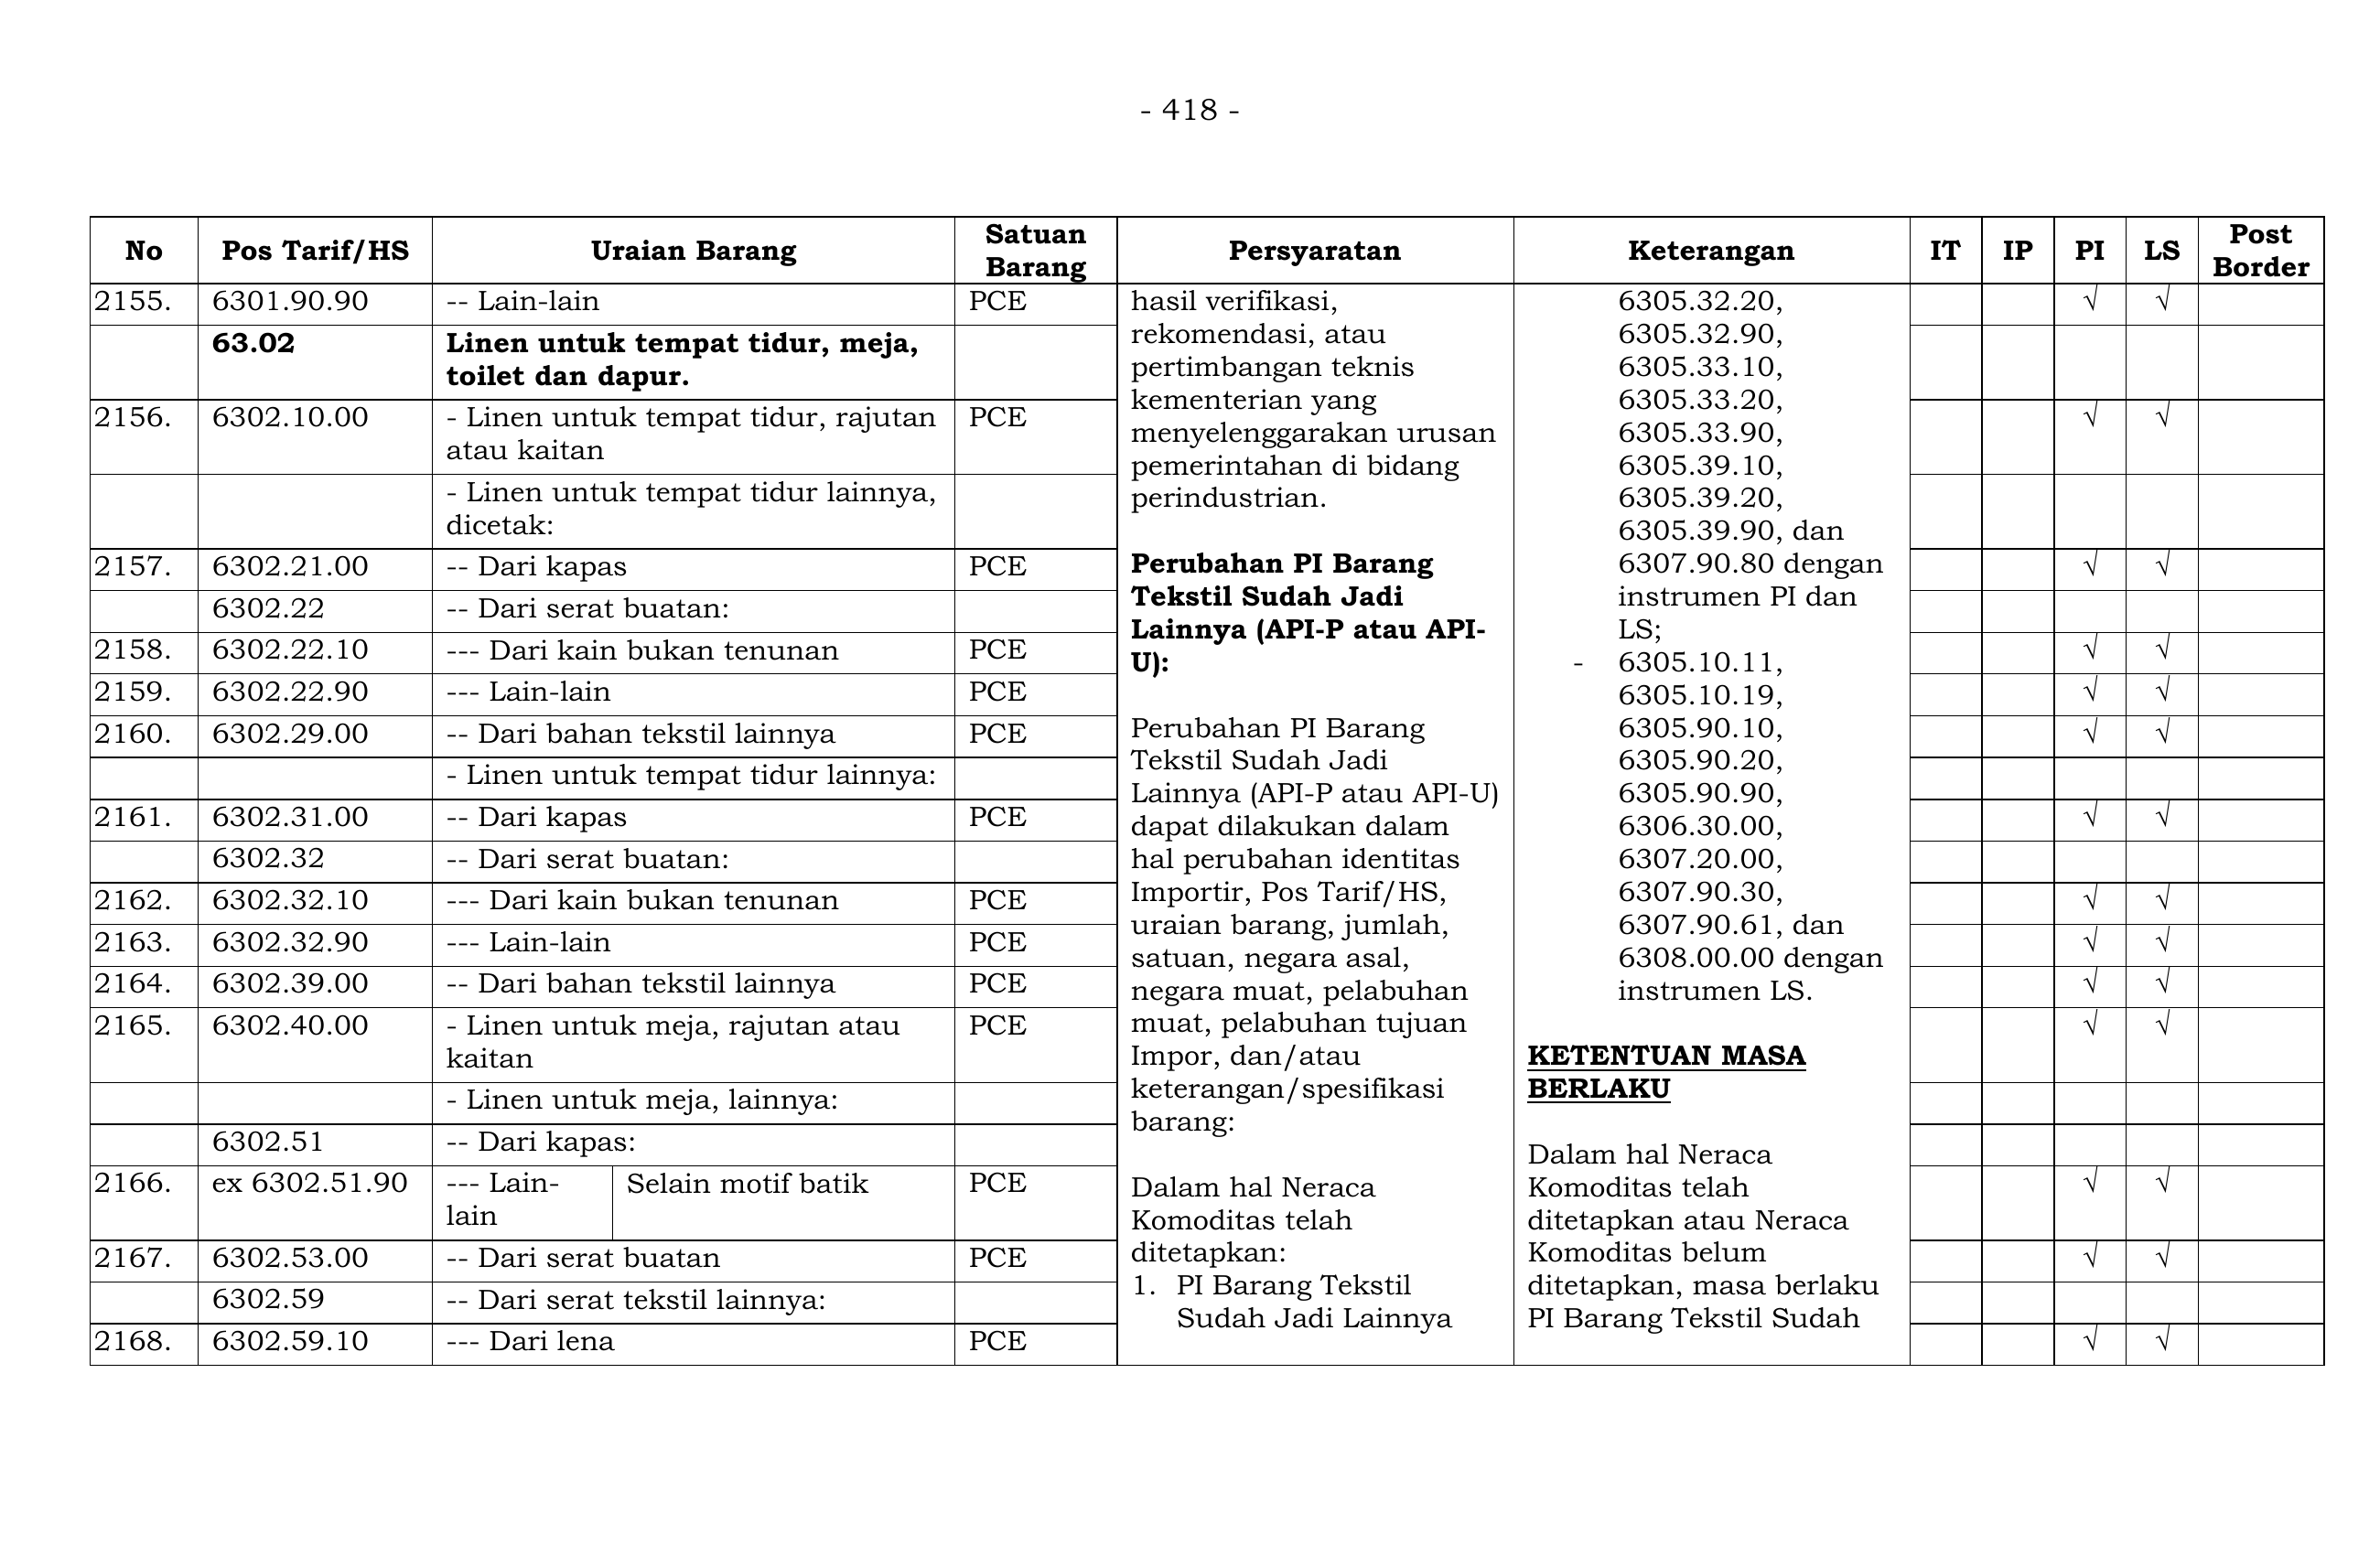 - 418 -
No Pos Tarif/HS Uraian Barang Satuan Barang Persyaratan Keterangan IT IP PI LS Post Border
2155. 6301.90.90 -- Lain-lain PCE √ √
63.02 Linen untuk tempat tidur, meja,
toilet dan dapur.
2156. 6302.10.00 - Linen untuk tempat tidur, rajutan PCE √ √
atau kaitan
- Linen untuk tempat tidur lainnya,
dicetak:
2157. 6302.21.00 -- Dari kapas PCE √ √
6302.22 -- Dari serat buatan:
2158. 6302.22.10 --- Dari kain bukan tenunan PCE √ √
2159. 6302.22.90 --- Lain-lain PCE √ √
2160. 6302.29.00 -- Dari bahan tekstil lainnya PCE √ √
- Linen untuk tempat tidur lainnya:
2161. 6302.31.00 -- Dari kapas PCE √ √
6302.32 -- Dari serat buatan:
2162. 6302.32.10 --- Dari kain bukan tenunan PCE √ √
2163. 6302.32.90 --- Lain-lain PCE √ √
2164. 6302.39.00 -- Dari bahan tekstil lainnya PCE √ √
2165. 6302.40.00 - Linen untuk meja, rajutan atau PCE √ √
kaitan
- Linen untuk meja, lainnya:
6302.51 -- Dari kapas:
2166. ex 6302.51.90 --- Lain- Selain motif batik PCE √ √
lain
2167. 6302.53.00 -- Dari serat buatan PCE √ √
6302.59 -- Dari serat tekstil lainnya:
2168. 6302.59.10 --- Dari lena PCE √ √
hasil verifikasi,
rekomendasi, atau
pertimbangan teknis
kementerian yang
menyelenggarakan urusan
pemerintahan di bidang
perindustrian.
Perubahan PI Barang
Tekstil Sudah Jadi
Lainnya (API-P atau API-
U):
Perubahan PI Barang
Tekstil Sudah Jadi
Lainnya (API-P atau API-U)
dapat dilakukan dalam
hal perubahan identitas
Importir, Pos Tarif/HS,
uraian barang, jumlah,
satuan, negara asal,
negara muat, pelabuhan
muat, pelabuhan tujuan
Impor, dan/atau
keterangan/spesifikasi
barang:
Dalam hal Neraca
Komoditas telah
ditetapkan:
1. PI Barang Tekstil
Sudah Jadi Lainnya
6305.32.20,
6305.32.90,
6305.33.10,
6305.33.20,
6305.33.90,
6305.39.10,
6305.39.20,
6305.39.90, dan
6307.90.80 dengan
instrumen PI dan
LS;
- 6305.10.11,
6305.10.19,
6305.90.10,
6305.90.20,
6305.90.90,
6306.30.00,
6307.20.00,
6307.90.30,
6307.90.61, dan
6308.00.00 dengan
instrumen LS.
KETENTUAN MASA
BERLAKU
Dalam hal Neraca
Komoditas telah
ditetapkan atau Neraca
Komoditas belum
ditetapkan, masa berlaku
PI Barang Tekstil Sudah